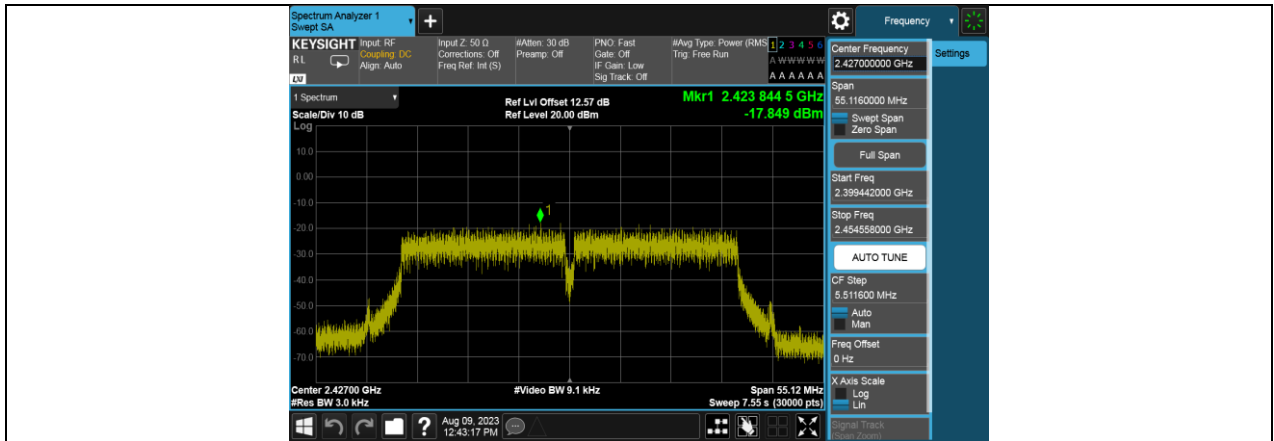 Spectrum Analyzer 1
Swept SA
+
Frequency
KEYSIGHT
RL
LXI
Input: RF
Coupling: DC
Align: Auto
Input Z: 50 Ω
Corrections: Off
Freq Ref: Int (S)
#Atten: 30 dB
Preamp: Off
PNO: Fast
Gate: Off
IF Gain: Low
Sig Track: Off
#Avg Type: Power (RMS
Trig: Free Run
1 2 3 4 5 6
A W W W W W
A A A A A A
1 Spectrum
Scale/Div 10 dB
Log
Ref Lvl Offset 12.57 dB
Ref Level 20.00 dBm
Mkr1 2.423 844 5 GHz
-17.849 dBm
10.0
0.00
-10.0
-20.0
-30.0
-40.0
-50.0
-60.0
-70.0
1
Center 2.42700 GHz
#Res BW 3.0 kHz
#Video BW 9.1 kHz
Span 55.12 MHz
Sweep 7.55 s (30000 pts)
Center Frequency
2.427000000 GHz
Settings
Span
55.1160000 MHz
Swept Span
Zero Span
Full Span
Start Freq
2.399442000 GHz
Stop Freq
2.454558000 GHz
AUTO TUNE
CF Step
5.511600 MHz
Auto
Man
Freq Offset
0 Hz
X Axis Scale
Log
Lin
Signal Track
(Span Zoom)
?
Aug 09, 2023
12:43:17 PM